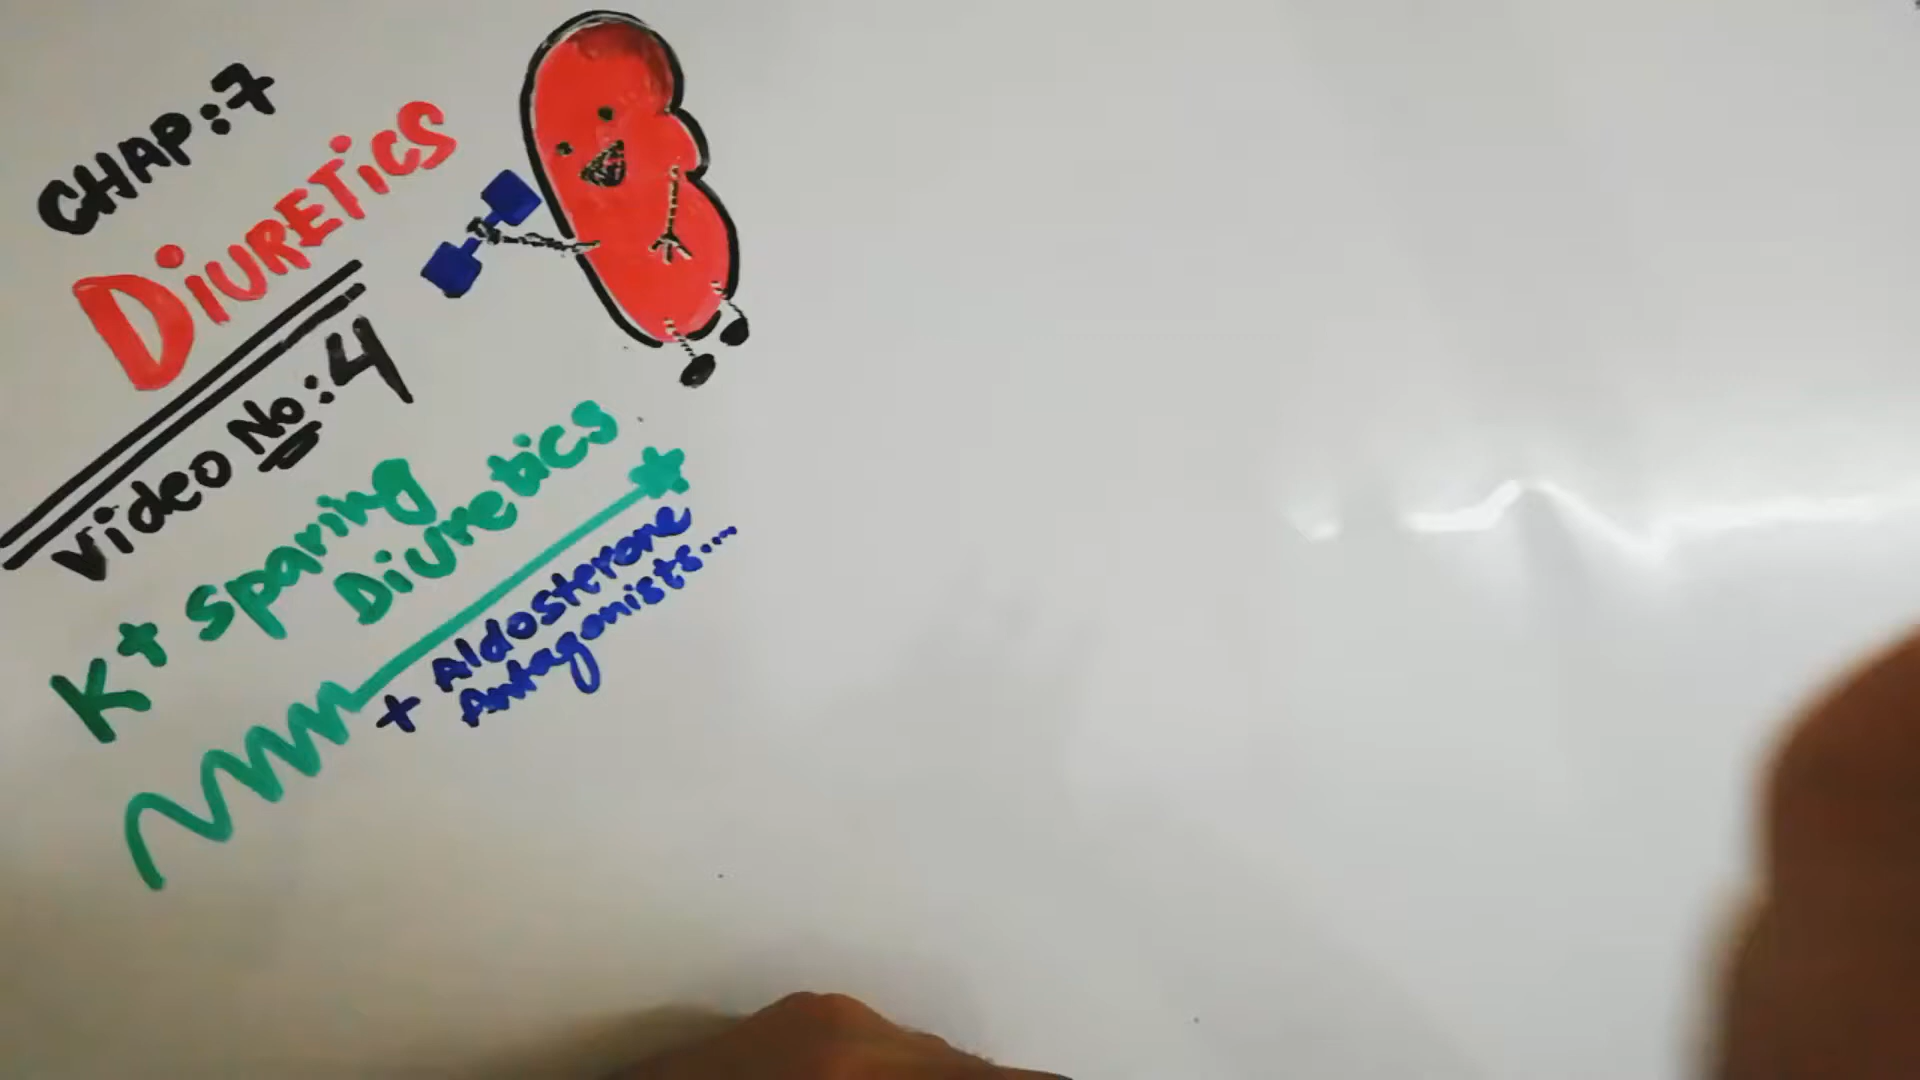 CHAP:7
DiURETiCS
Video No:4
K+ Sparing
Diuretics
+ Aldosterone
Antagonists....